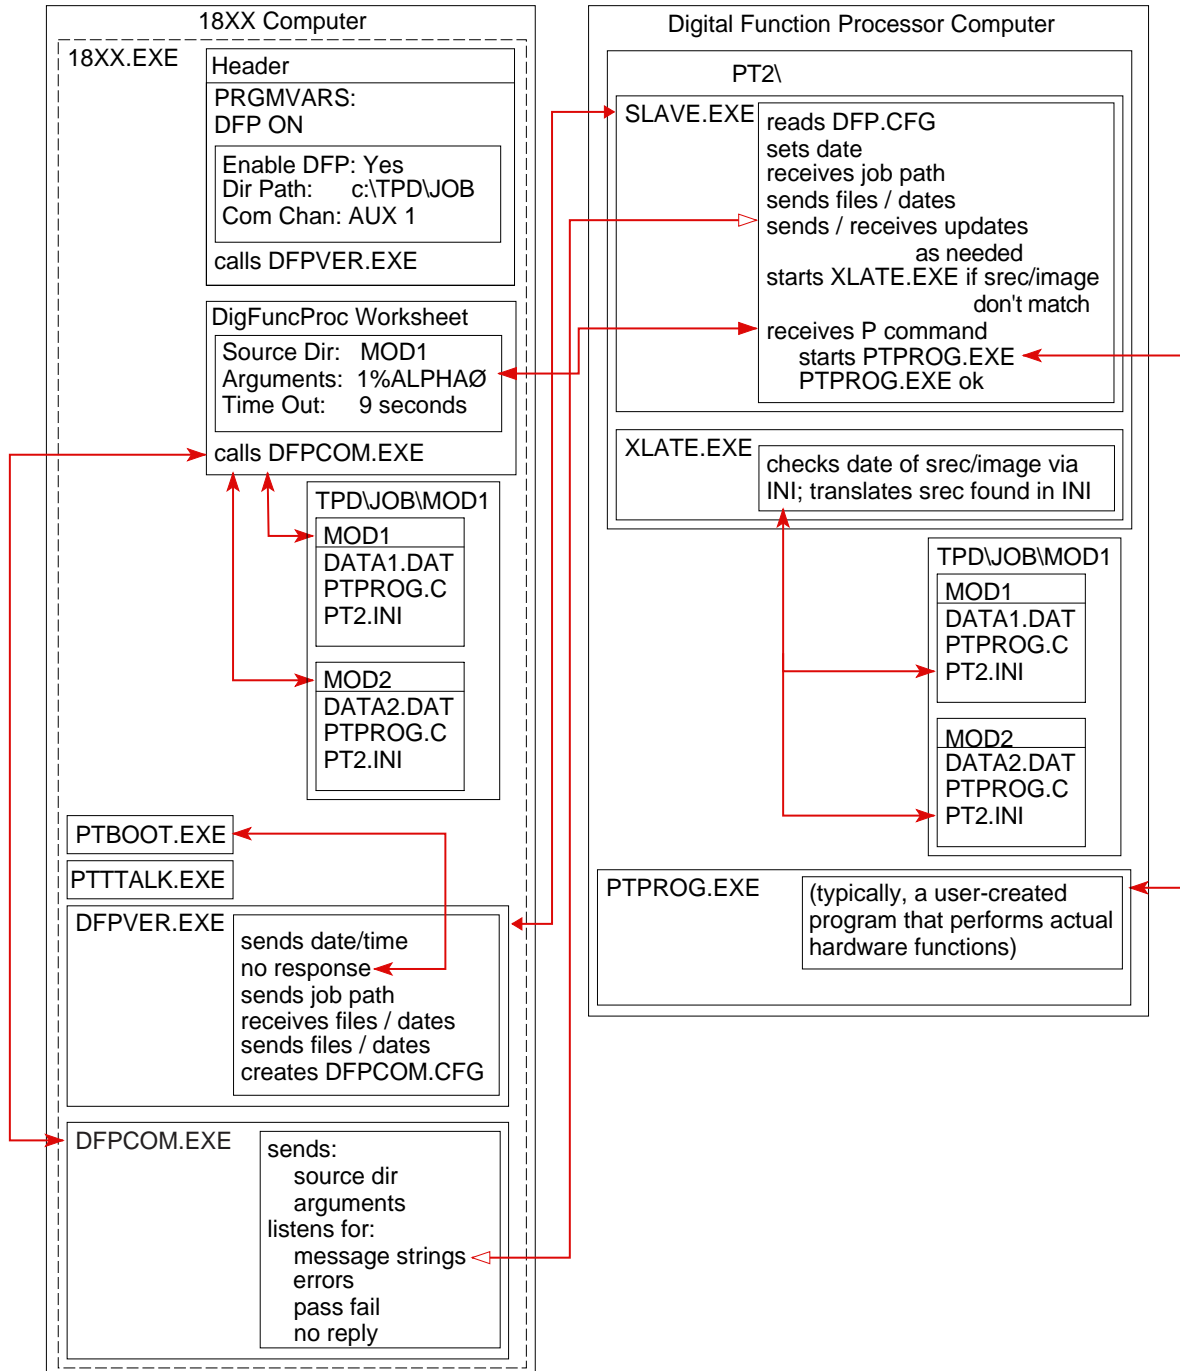 18XX Computer
18XX.EXE
Header
PRGMVARS:
DFP ON
Enable DFP: Yes
Dir Path: c:\TPD\JOB
Com Chan: AUX 1
calls DFPVER.EXE
DigFuncProc Worksheet
Source Dir: MOD1
Arguments: 1%ALPHAØ
Time Out: 9 seconds
calls DFPCOM.EXE
TPD\JOB\MOD1
MOD1
DATA1.DAT
PTPROG.C
PT2.INI
MOD2
DATA2.DAT
PTPROG.C
PT2.INI
PTBOOT.EXE
PTTTALK.EXE
DFPVER.EXE
sends date/time
no response
sends job path
receives files / dates
sends files / dates
creates DFPCOM.CFG
DFPCOM.EXE
sends:
source dir
arguments
listens for:
message strings
errors
pass fail
no reply
Digital Function Processor Computer
PT2\
SLAVE.EXE
reads DFP.CFG
sets date
receives job path
sends files / dates
sends / receives updates
as needed
starts XLATE.EXE if srec/image
don't match
receives P command
starts PTPROG.EXE
PTPROG.EXE ok
XLATE.EXE
checks date of srec/image via
INI; translates srec found in INI
TPD\JOB\MOD1
MOD1
DATA1.DAT
PTPROG.C
PT2.INI
MOD2
DATA2.DAT
PTPROG.C
PT2.INI
PTPROG.EXE
(typically, a user-created
program that performs actual
hardware functions)